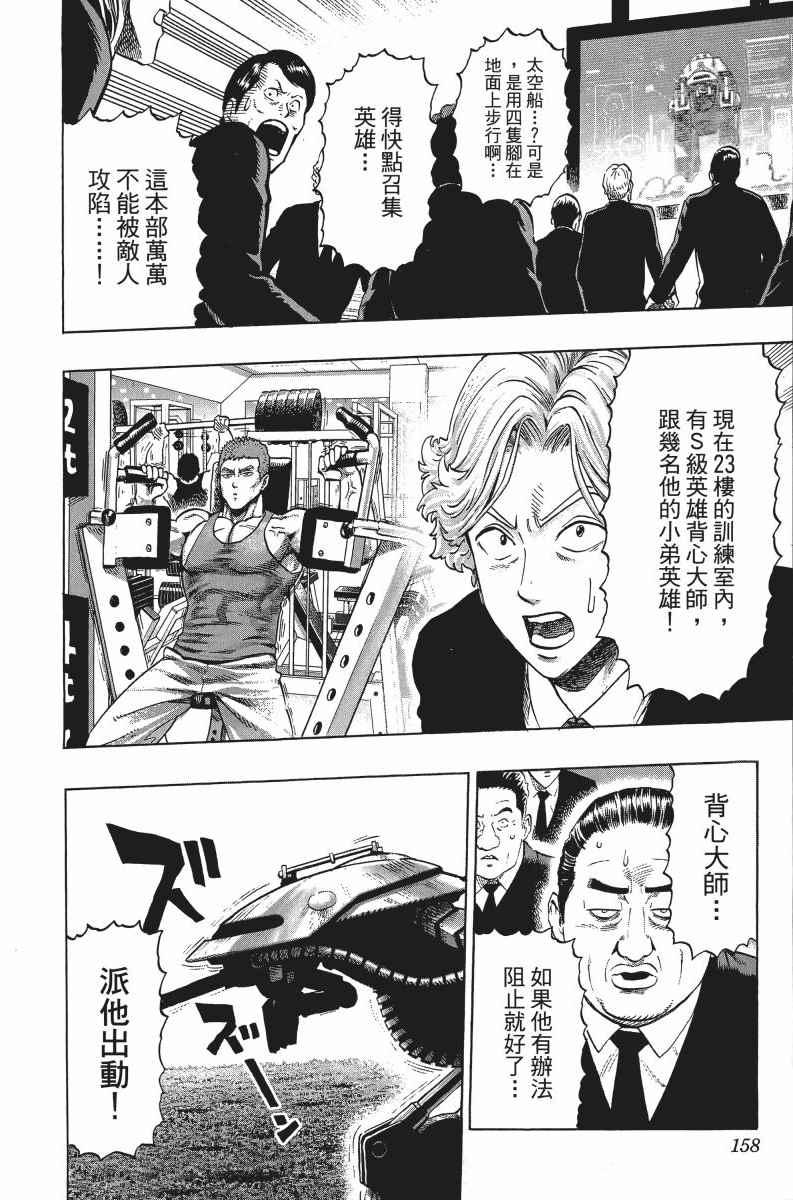 太空船…?可是
，是用四隻腳在
地面上步行啊…
得快點召集
英雄…
這本部萬萬
不能被敵人
攻陷……！
現在23樓的訓練室內，
有S級英雄背心大師，
跟幾名他的小弟英雄！
2
t
t
背心大師…
如果他有辦法
阻止就好了…
ズ
ズ
ズーン
派他出動！
158